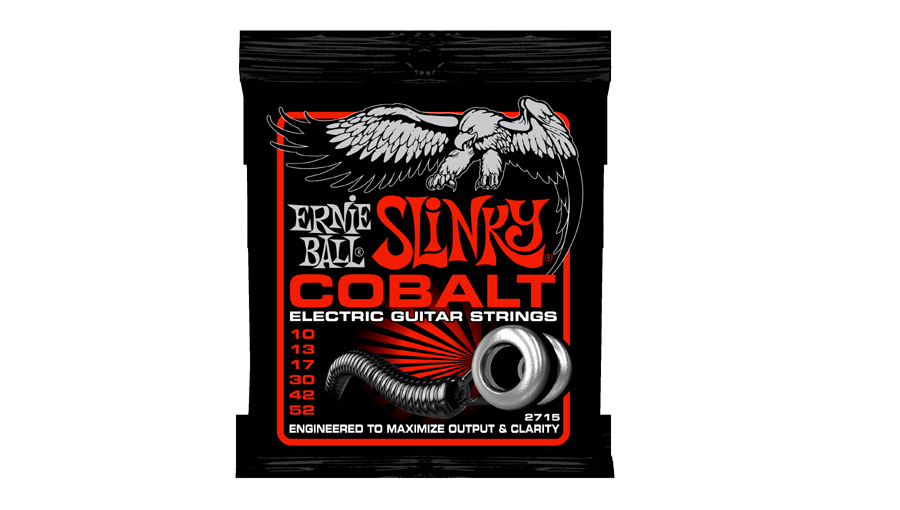 ERNIE BALL® SLINKY®
COBALT
ELECTRIC GUITAR STRINGS
10
13
17
30
42
52
2715
ENGINEERED TO MAXIMIZE OUTPUT & CLARITY